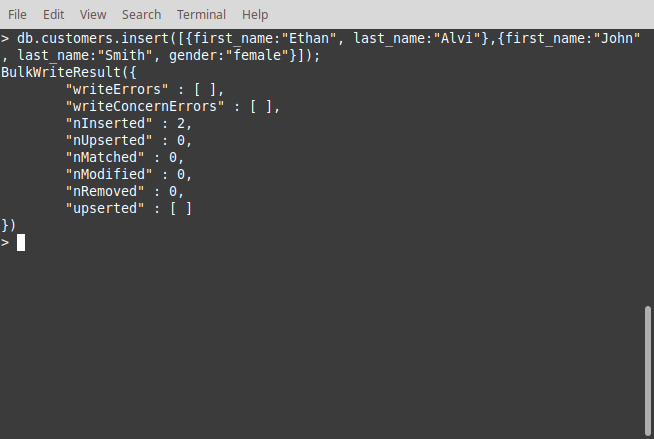 File Edit View Search Terminal Help
> db.customers.insert([{first_name:"Ethan", last_name:"Alvi"},{first_name:"John"
, last_name:"Smith", gender:"female"}]);
BulkWriteResult({
        "writeErrors" : [ ],
        "writeConcernErrors" : [ ],
        "nInserted" : 2,
        "nUpserted" : 0,
        "nMatched" : 0,
        "nModified" : 0,
        "nRemoved" : 0,
        "upserted" : [ ]
})
>